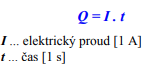 Q = I . t
I ... elektrický proud [1 A]
t ... čas [1 s]